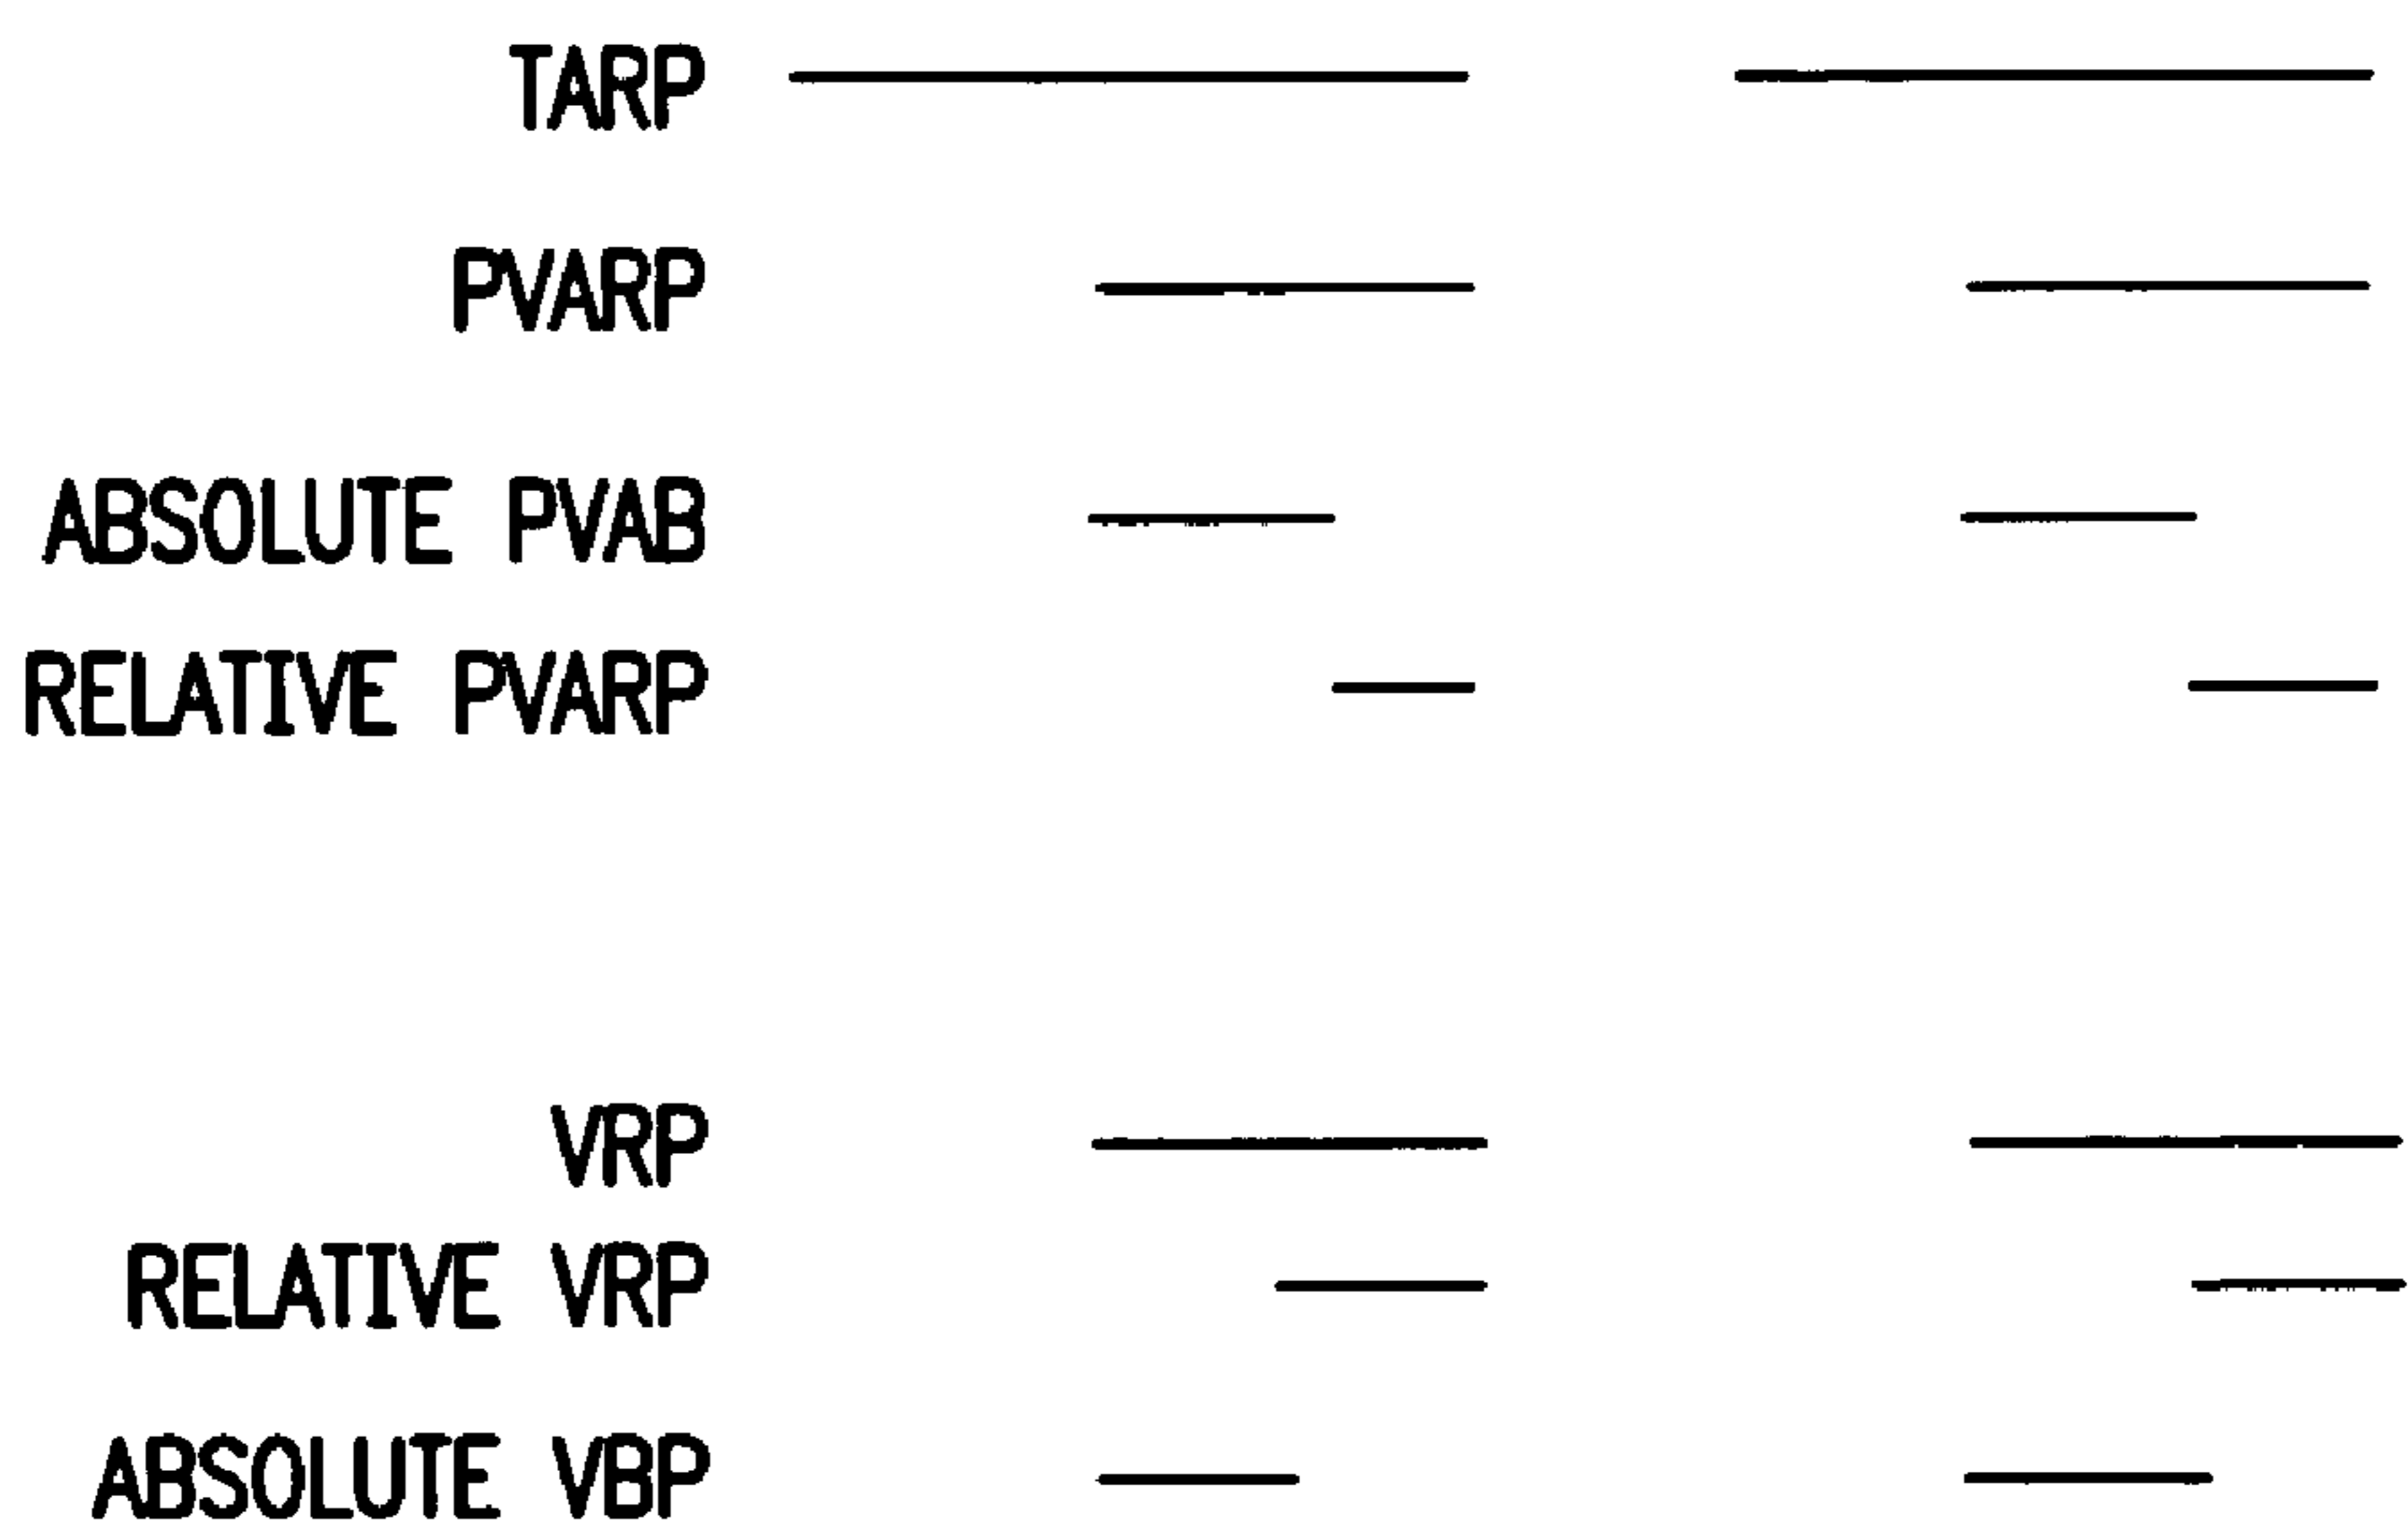 TARP
PVARP
ABSOLUTE PVAB
RELATIVE PVARP
VRP
RELATIVE VRP
ABSOLUTE VBP